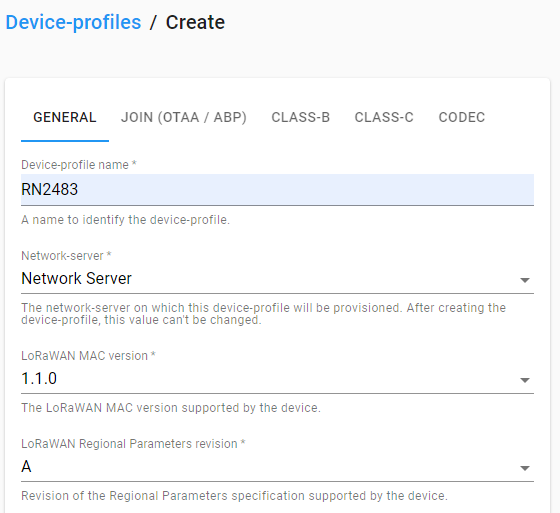 Device-profiles / Create
GENERAL JOIN (OTAA / ABP) CLASS-B CLASS-C CODEC
Device-profile name *
RN2483
A name to identify the device-profile.
Network-server *
Network Server
The network-server on which this device-profile will be provisioned. After creating the
device-profile, this value can't be changed.
LoRaWAN MAC version *
1.1.0
The LoRaWAN MAC version supported by the device.
LoRaWAN Regional Parameters revision *
A
Revision of the Regional Parameters specification supported by the device.